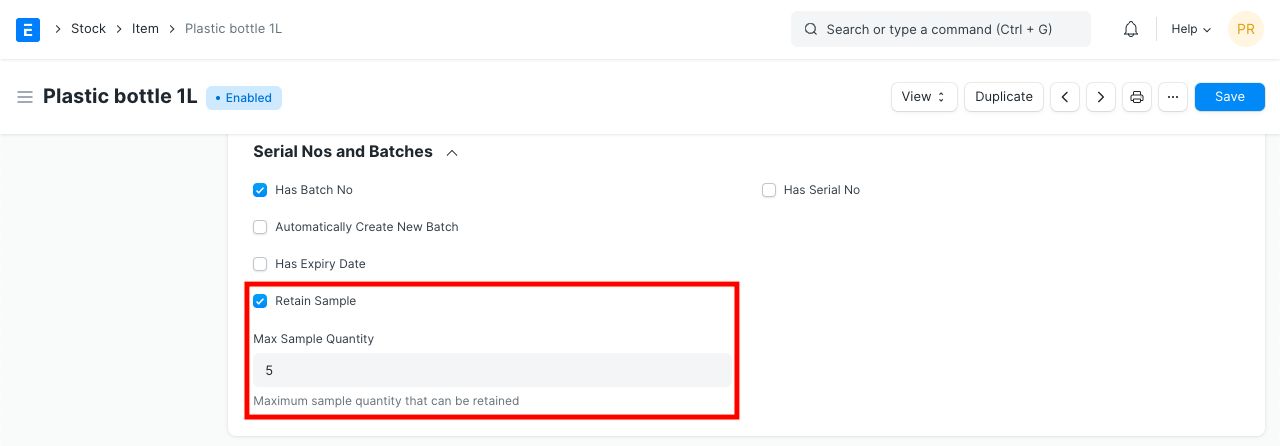 Stock Item Plastic bottle 1L Search or type a command (Ctrl + G) Help PR
Plastic bottle 1L • Enabled View Duplicate ... Save
Serial Nos and Batches
Has Batch No Has Serial No
Automatically Create New Batch
Has Expiry Date
Retain Sample
Max Sample Quantity
5
Maximum sample quantity that can be retained